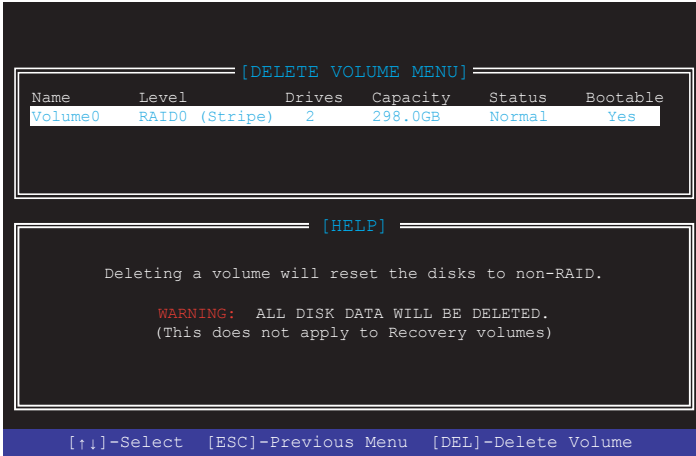 [DELETE VOLUME MENU]
Name Level Drives Capacity Status Bootable
Volume0 RAID0 (Stripe) 2 298.0GB Normal Yes
[HELP]
Deleting a volume will reset the disks to non-RAID.
WARNING: ALL DISK DATA WILL BE DELETED.
(This does not apply to Recovery volumes)
[↑↓]-Select [ESC]-Previous Menu [DEL]-Delete Volume